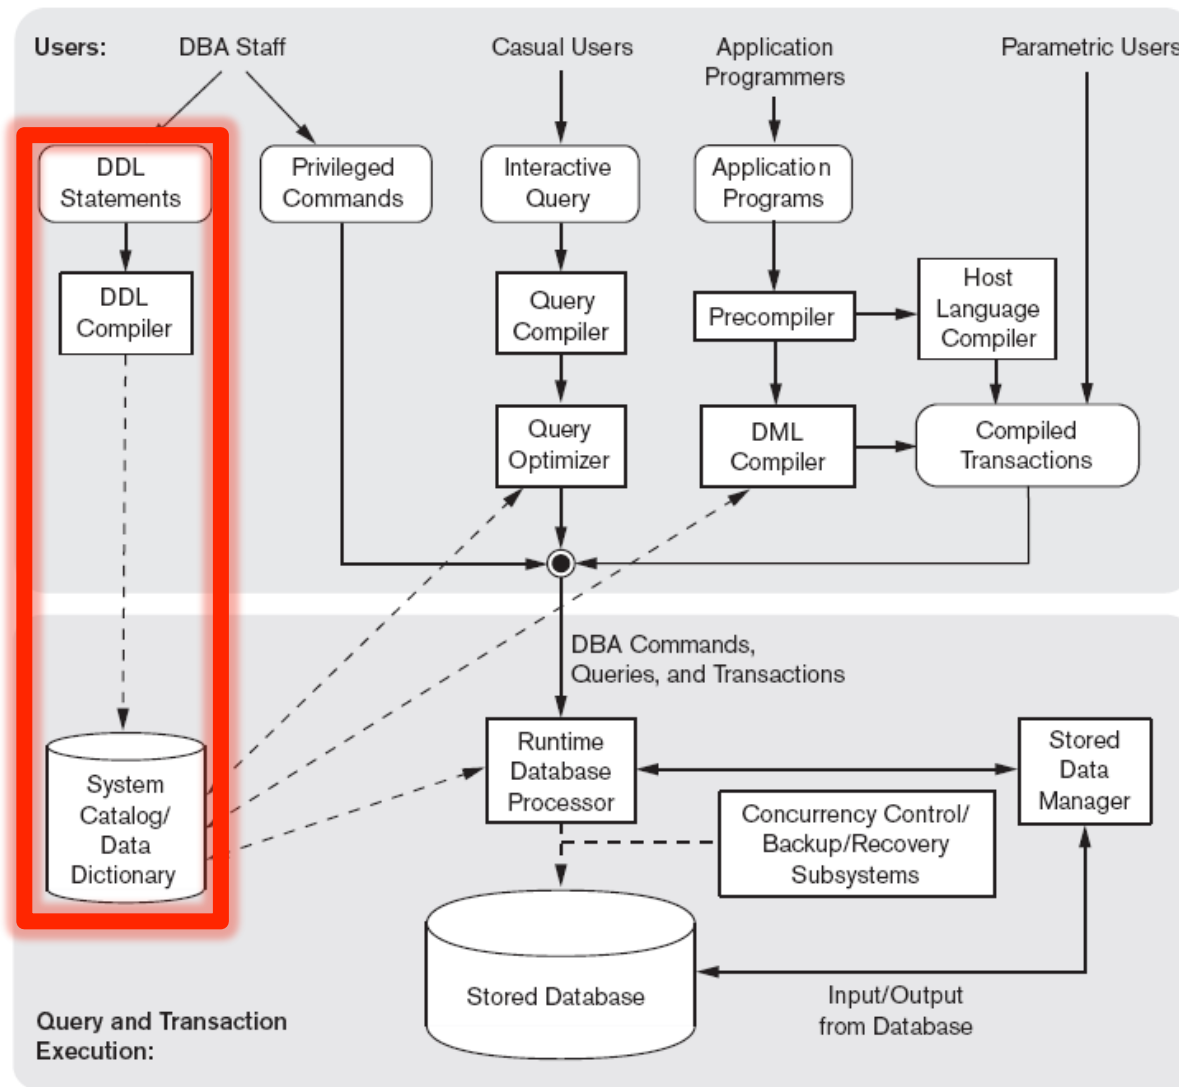 Users:
DBA Staff
Casual Users
Application
Programmers
Parametric Users
DDL
Statements
Privileged
Commands
Interactive
Query
Application
Programs
DDL
Compiler
Query
Compiler
Precompiler
Host
Language
Compiler
Query
Optimizer
DML
Compiler
Compiled
Transactions
DBA Commands,
Queries, and Transactions
System
Catalog/
Data
Dictionary
Runtime
Database
Processor
Stored
Data
Manager
Concurrency Control/
Backup/Recovery
Subsystems
Stored Database
Input/Output
from Database
Query and Transaction
Execution: